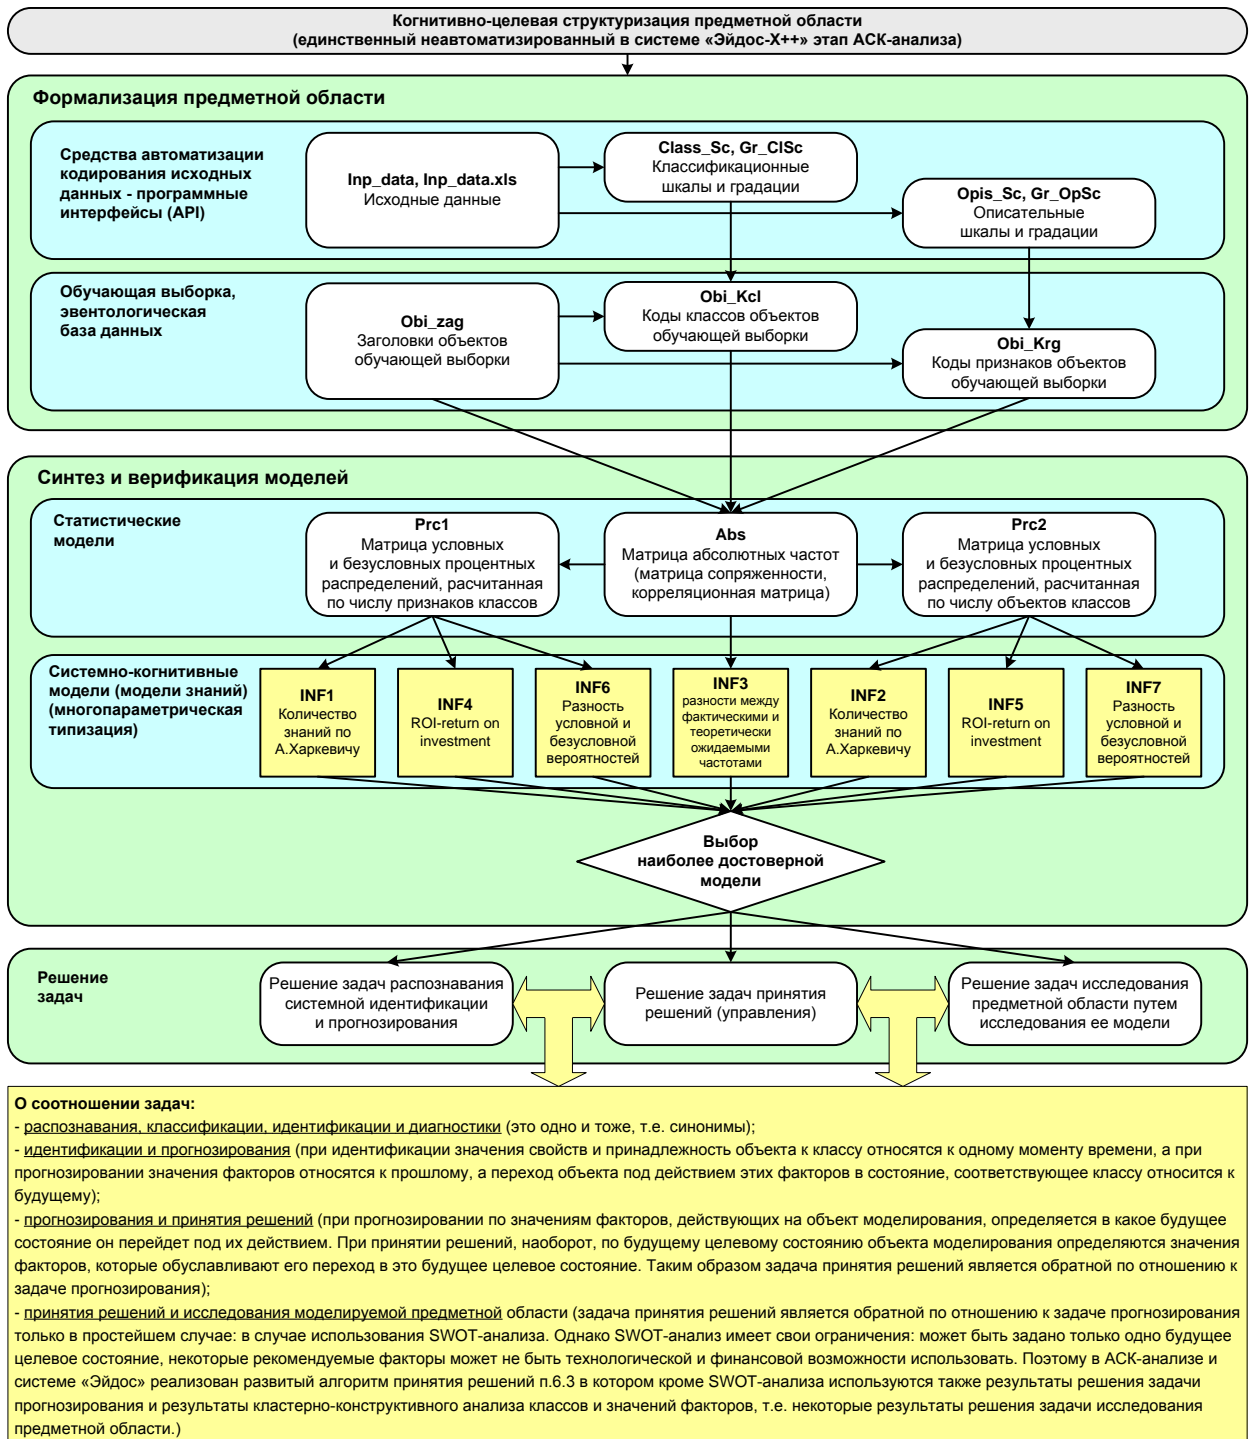 Когнитивно-целевая структуризация предметной области
(единственный неавтоматизированный в системе «Эйдос-Х++» этап АСК-анализа)
Формализация предметной области
Средства автоматизации
кодирования исходных
данных - программные
интерфейсы (API)
Inp_data, Inp_data.xls
Исходные данные
Class_Sc, Gr_ClSc
Классификационные
шкалы и градации
Opis_Sc, Gr_OpSc
Описательные
шкалы и градации
Обучающая выборка,
эвентологическая
база данных
Obi_zag
Заголовки объектов
обучающей выборки
Obi_Kcl
Коды классов объектов
обучающей выборки
Obi_Krg
Коды признаков объектов
обучающей выборки
Синтез и верификация моделей
Статистические
модели
Prc1
Матрица условных
и безусловных процентных
распределений, расчитанная
по числу признаков классов
Abs
Матрица абсолютных частот
(матрица сопряженности,
корреляционная матрица)
Prc2
Матрица условных
и безусловных процентных
распределений, расчитанная
по числу объектов классов
Системно-когнитивные
модели (модели знаний)
(многопараметрическая
типизация)
INF1
Количество
знаний по
А.Харкевичу
INF4
ROI-return on
investment
INF6
Разность
условной и
безусловной
вероятностей
INF3
разности между
фактическими и
теоретически
ожидаемыми
частотами
INF2
Количество
знаний по
А.Харкевичу
INF5
ROI-return on
investment
INF7
Разность
условной и
безусловной
вероятностей
Выбор
наиболее достоверной
модели
Решение
задач
Решение задач распознавания
системной идентификации
и прогнозирования
Решение задач принятия
решений (управления)
Решение задач исследования
предметной области путем
исследования ее модели
О соотношении задач:
- распознавания, классификации, идентификации и диагностики (это одно и тоже, т.е. синонимы);
- идентификации и прогнозирования (при идентификации значения свойств и принадлежность объекта к классу относятся к одному моменту времени, а при
прогнозировании значения факторов относятся к прошлому, а переход объекта под действием этих факторов в состояние, соответствующее классу относится к
будущему);
- прогнозирования и принятия решений (при прогнозировании по значениям факторов, действующих на объект моделирования, определяется в какое будущее
состояние он перейдет под их действием. При принятии решений, наоборот, по будущему целевому состоянию объекта моделирования определяются значения
факторов, которые обуславливают его переход в это будущее целевое состояние. Таким образом задача принятия решений является обратной по отношению к
задаче прогнозирования);
- принятия решений и исследования моделируемой предметной области (задача принятия решений является обратной по отношению к задаче прогнозирования
только в простейшем случае: в случае использования SWOT-анализа. Однако SWOT-анализ имеет свои ограничения: может быть задано только одно будущее
целевое состояние, некоторые рекомендуемые факторы может не быть технологической и финансовой возможности использовать. Поэтому в АСК-анализе и
системе «Эйдос» реализован развитый алгоритм принятия решений п.6.3 в котором кроме SWOT-анализа используются также результаты решения задачи
прогнозирования и результаты кластерно-конструктивного анализа классов и значений факторов, т.е. некоторые результаты решения задачи исследования
предметной области.)